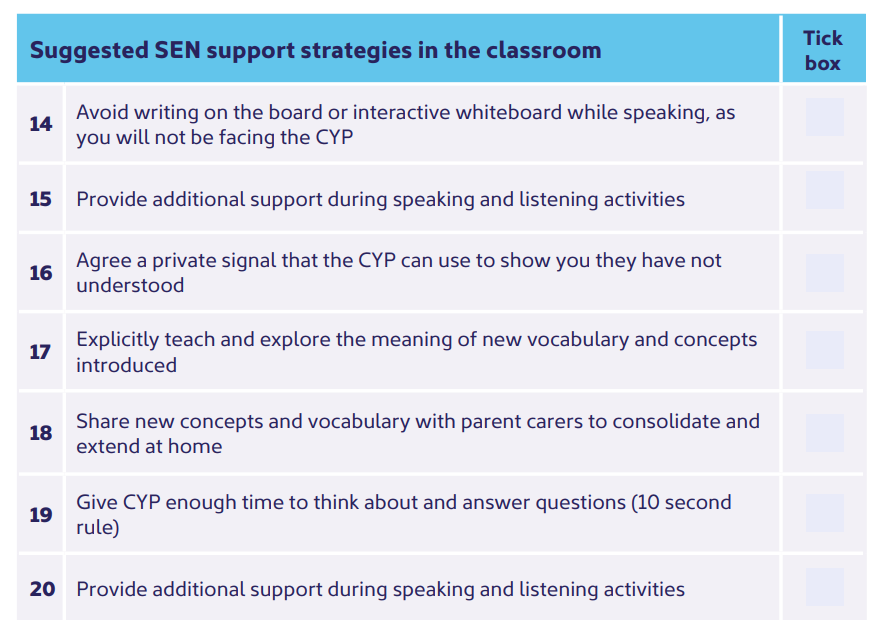 Suggested SEN support strategies in the classroom
Tick
box
14
Avoid writing on the board or interactive whiteboard while speaking, as
you will not be facing the CYP
15
Provide additional support during speaking and listening activities
16
Agree a private signal that the CYP can use to show you they have not
understood
17
Explicitly teach and explore the meaning of new vocabulary and concepts
introduced
18
Share new concepts and vocabulary with parent carers to consolidate and
extend at home
19
Give CYP enough time to think about and answer questions (10 second
rule)
20
Provide additional support during speaking and listening activities